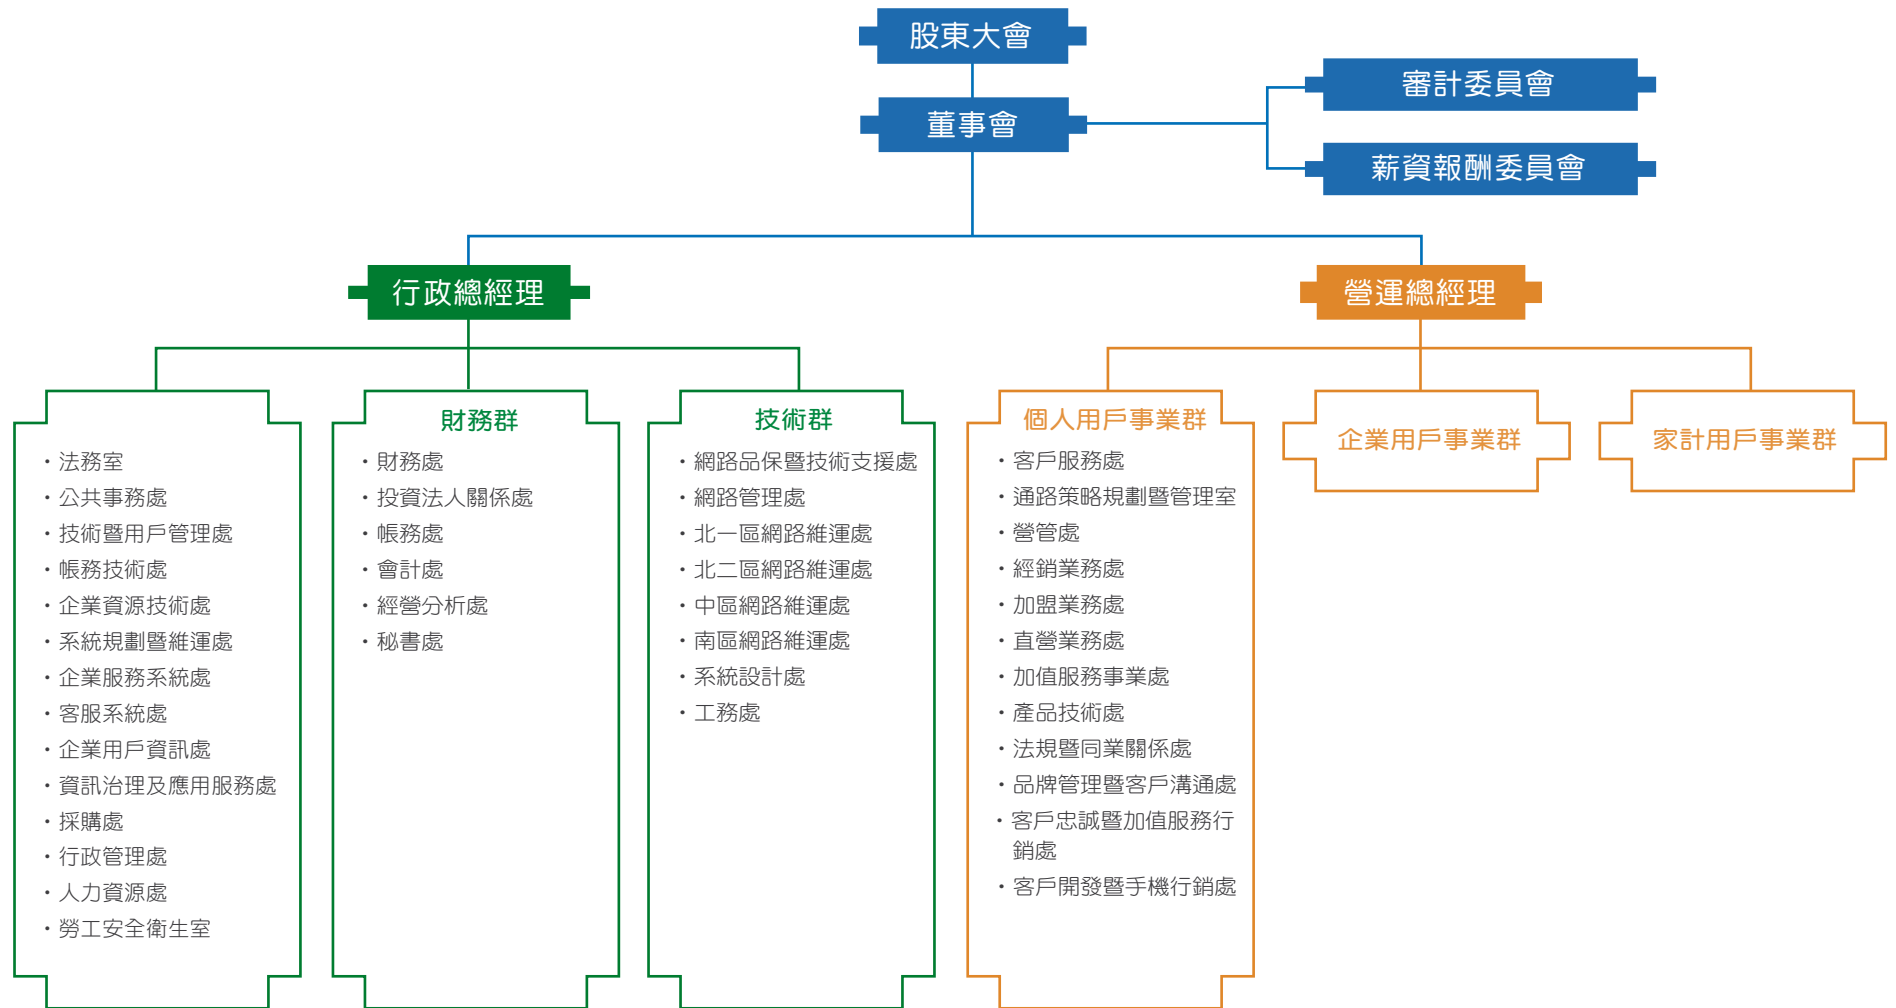 股東大會
董事會
審計委員會
薪資報酬委員會
行政總經理
營運總經理
・法務室
・公共事務處
・技術暨用戶管理處
・帳務技術處
・企業資源技術處
・系統規劃暨維運處
・企業服務系統處
・客服系統處
・企業用戶資訊處
・資訊治理及應用服務處
・採購處
・行政管理處
・人力資源處
・勞工安全衛生室
財務群
・財務處
・投資法人關係處
・帳務處
・會計處
・經營分析處
・秘書處
技術群
・網路品保暨技術支援處
・網路管理處
・北一區網路維運處
・北二區網路維運處
・中區網路維運處
・南區網路維運處
・系統設計處
・工務處
個人用戶事業群
・客戶服務處
・通路策略規劃暨管理室
・營管處
・經銷業務處
・加盟業務處
・直營業務處
・加值服務事業處
・產品技術處
・法規暨同業關係處
・品牌管理暨客戶溝通處
・客戶忠誠暨加值服務行
銷處
・客戶開發暨手機行銷處
企業用戶事業群
家計用戶事業群